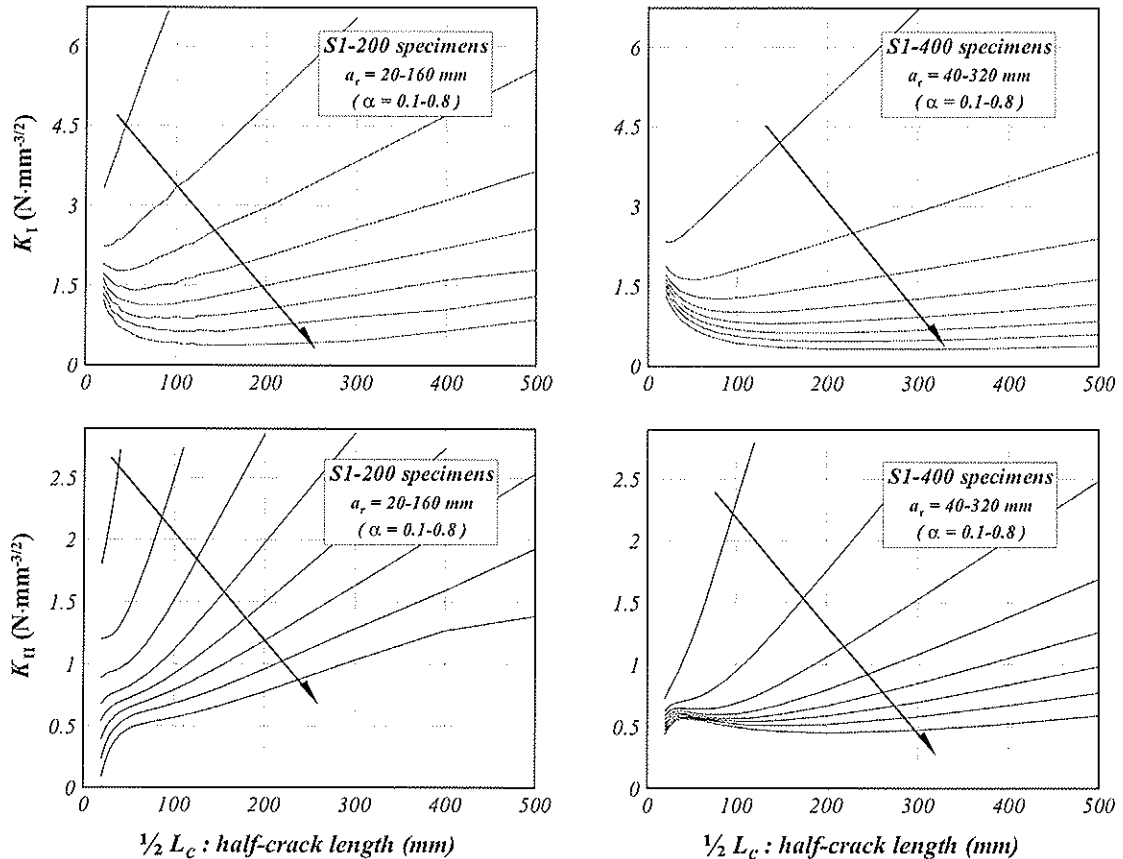 6
4.5
3
1.5
0
K_I (N·mm^-3/2)
S1-200 specimens
a_r = 20-160 mm
( α = 0.1-0.8 )
0 100 200 300 400 500
6
4.5
3
1.5
0
S1-400 specimens
a_r = 40-320 mm
( α = 0.1-0.8 )
0 100 200 300 400 500
2.5
2
1.5
1
0.5
0
K_II (N·mm^-3/2)
S1-200 specimens
a_r = 20-160 mm
( α = 0.1-0.8 )
0 100 200 300 400 500
½ L_C : half-crack length (mm)
2.5
2
1.5
1
0.5
0
S1-400 specimens
a_r = 40-320 mm
( α = 0.1-0.8 )
0 100 200 300 400 500
½ L_C : half-crack length (mm)